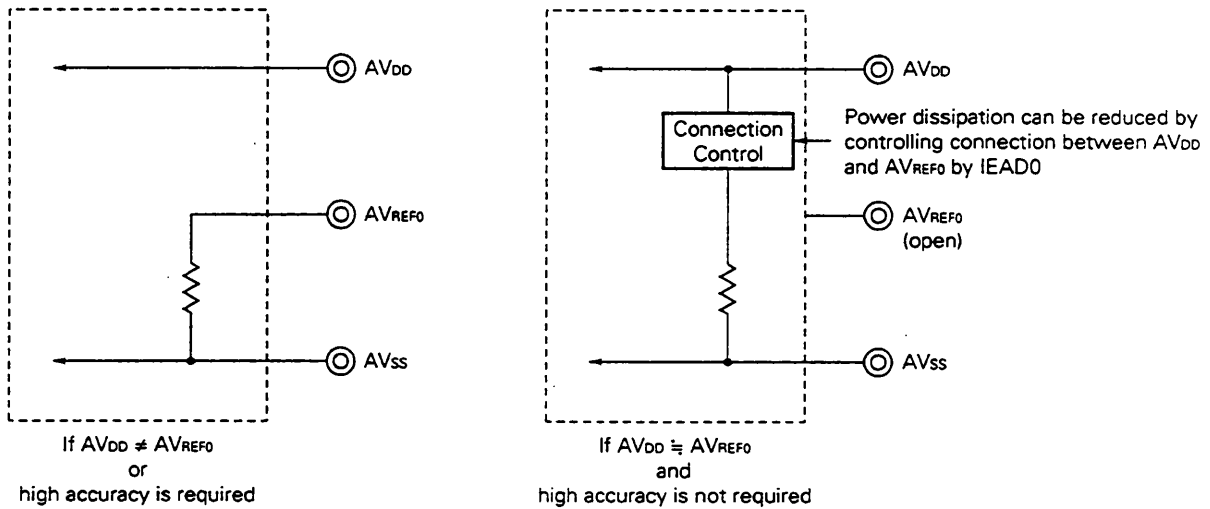 AVDD
AVREF0
AVSS
If AVDD ≠ AVREF0
or
high accuracy is required
AVDD
Connection
Control
Power dissipation can be reduced by
controlling connection between AVDD
and AVREF0 by IEAD0
AVREF0
(open)
AVSS
If AVDD ≒ AVREF0
and
high accuracy is not required